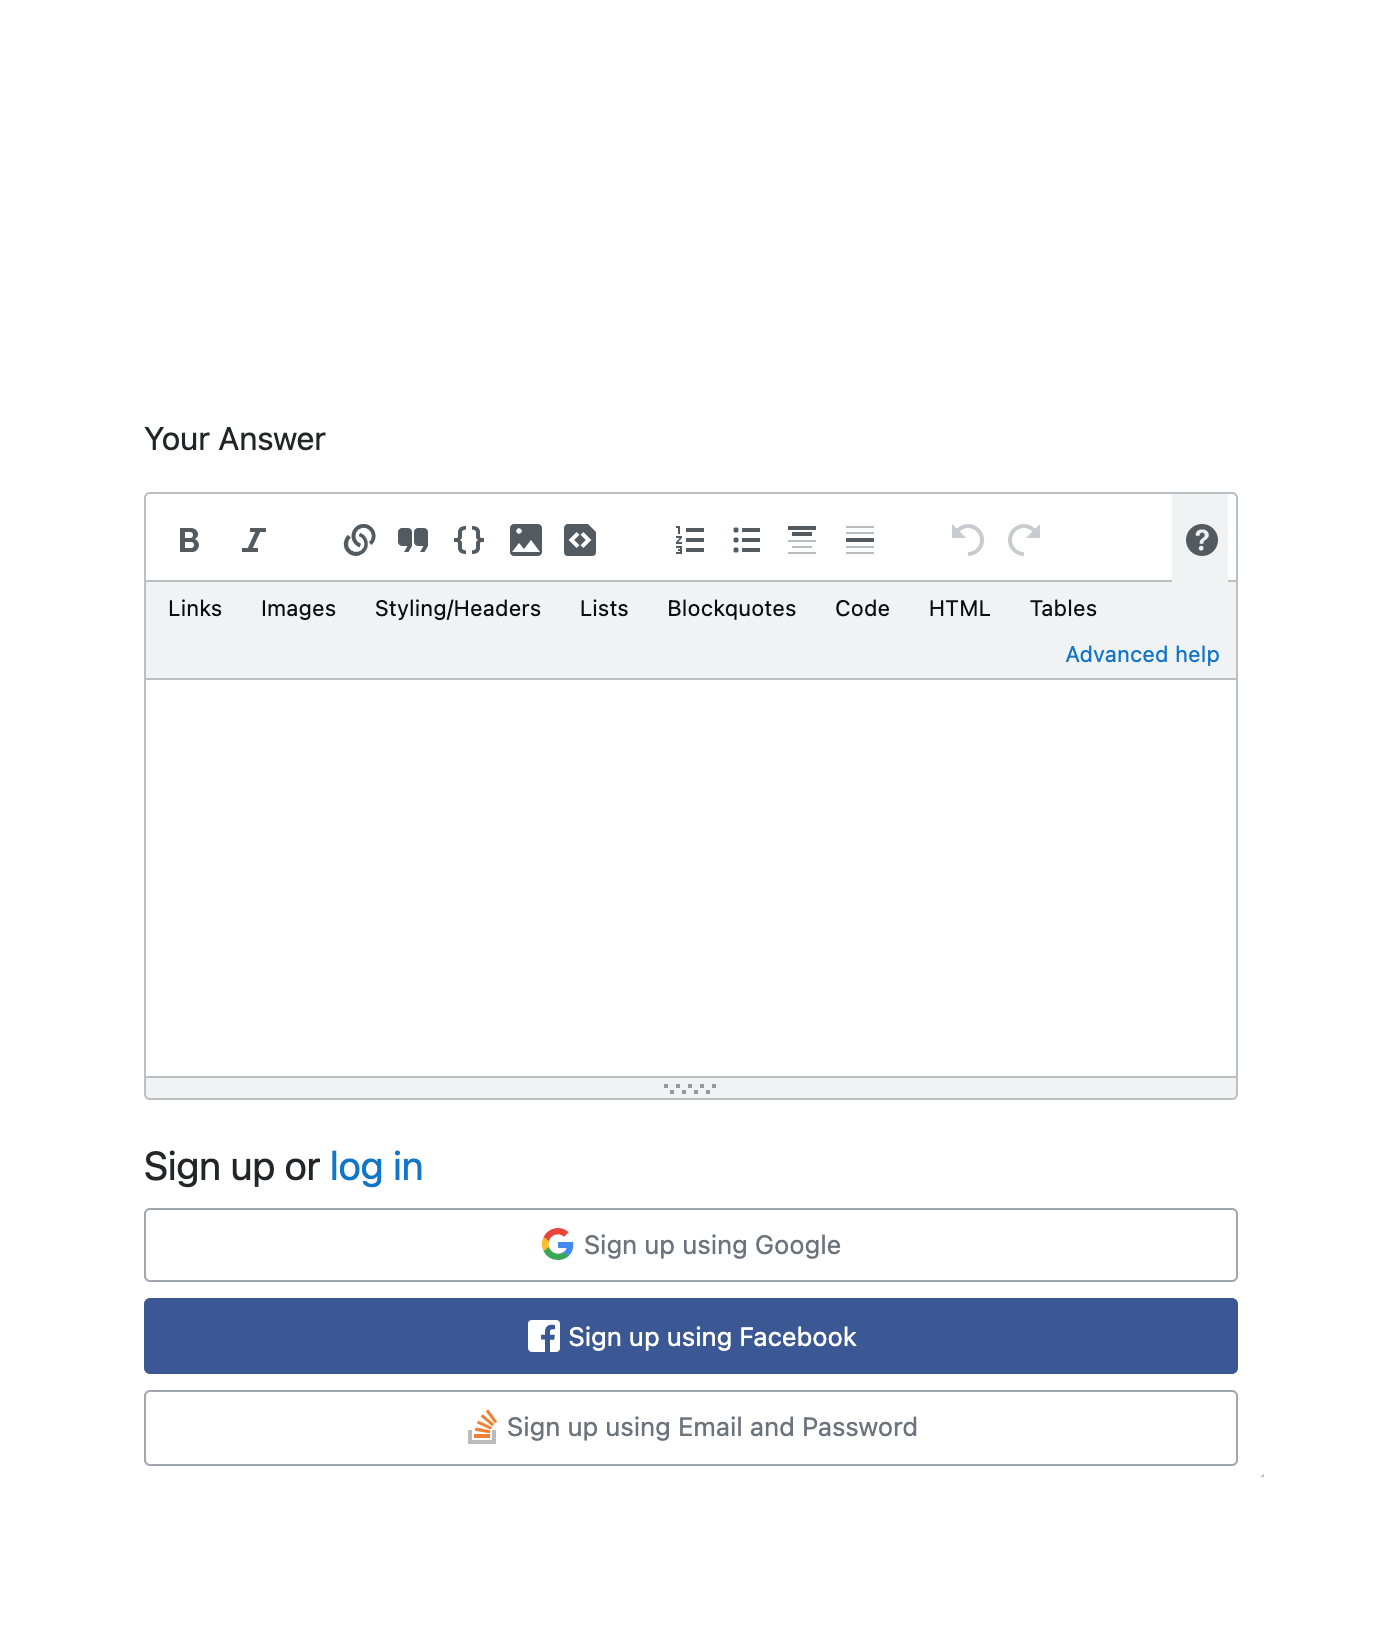 Your Answer
B I
Links Images Styling/Headers Lists Blockquotes Code HTML Tables
Advanced help
Sign up or log in
Sign up using Google
Sign up using Facebook
Sign up using Email and Password